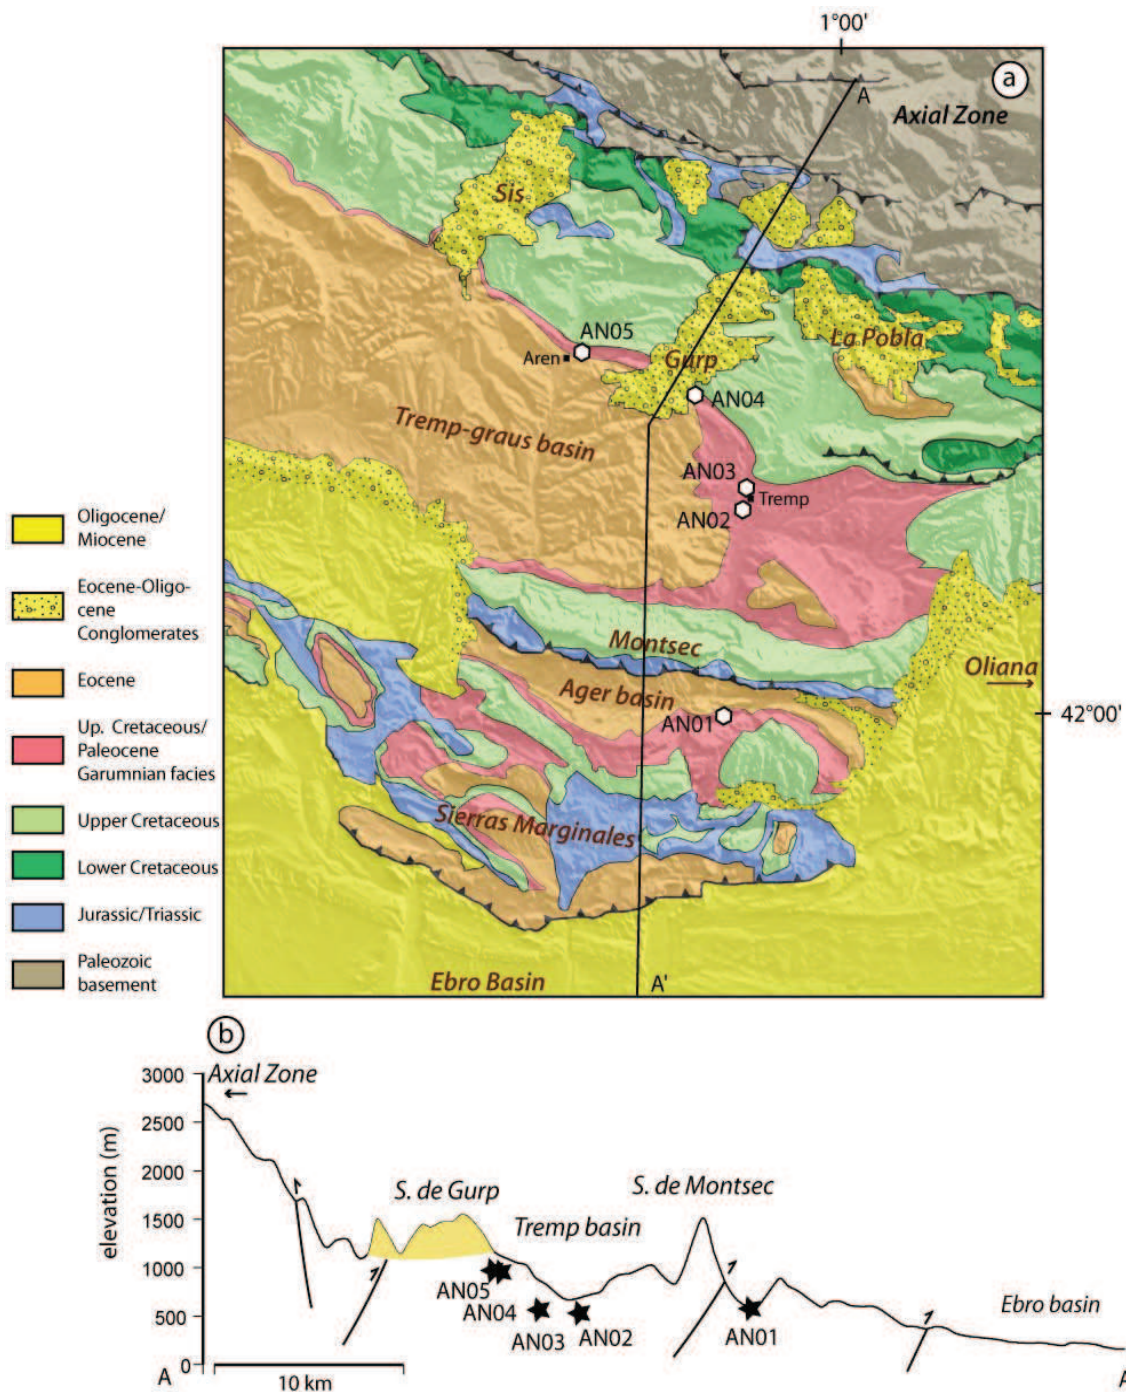 1°00'
a
A
Axial Zone
Sis
AN05
Aren
Gurp
La Pobla
AN04
Tremp-graus basin
AN03
Tremp
AN02
Oligocene/
Miocene
Eocene-Oligo-
cene
Conglomerates
Montsec
Oliana
Eocene
Ager basin
AN01
42°00'
Up. Cretaceous/
Paleocene
Garumnian facies
Upper Cretaceous
Sierras Marginales
Lower Cretaceous
Jurassic/Triassic
Paleozoic
basement
Ebro Basin
A'
b
3000
Axial Zone
2500
2000
1500
1000
500
0
elevation (m)
S. de Gurp
S. de Montsec
Tremp basin
AN05
AN04
AN03
AN02
AN01
Ebro basin
A
10 km